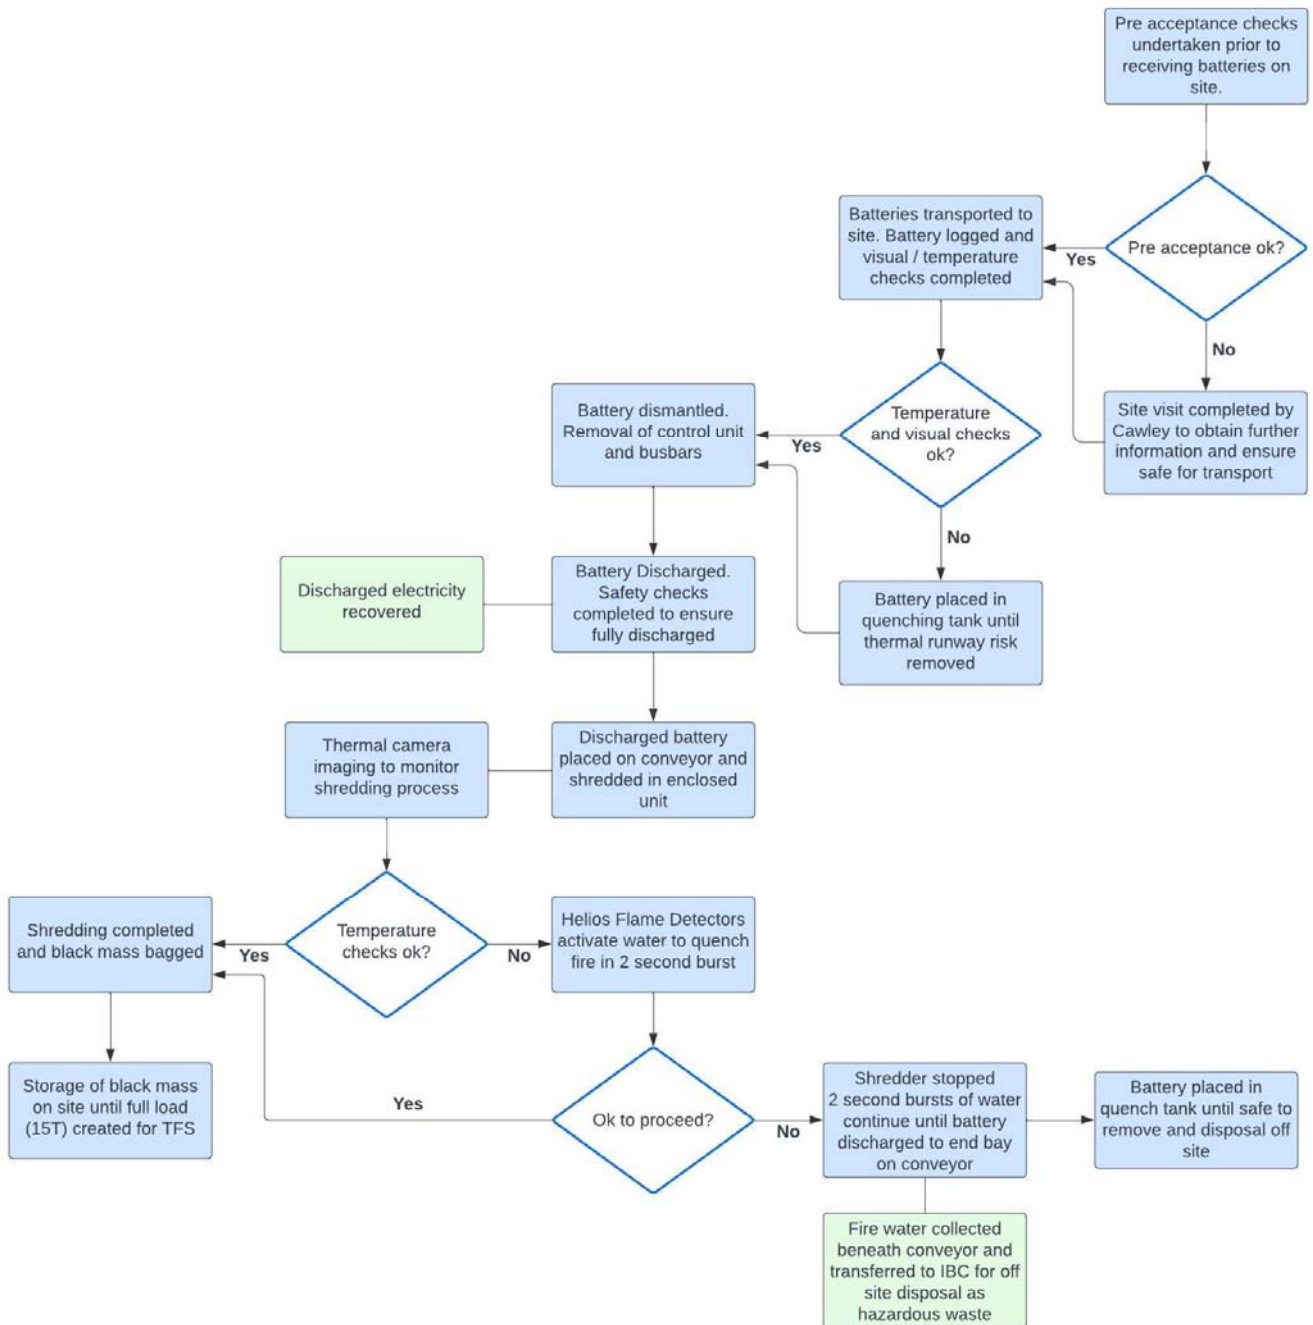 Pre acceptance checks
undertaken prior to
receiving batteries on
site.
Pre acceptance ok?
Yes
No
Batteries transported to
site. Battery logged and
visual / temperature
checks completed
Site visit completed by
Cawley to obtain further
information and ensure
safe for transport
Temperature
and visual checks
ok?
Yes
No
Battery dismantled.
Removal of control unit
and busbars
Battery placed in
quenching tank until
thermal runway risk
removed
Battery Discharged.
Safety checks
completed to ensure
fully discharged
Discharged electricity
recovered
Discharged battery
placed on conveyor and
shredded in enclosed
unit
Thermal camera
imaging to monitor
shredding process
Temperature
checks ok?
Yes
No
Shredding completed
and black mass bagged
Helios Flame Detectors
activate water to quench
fire in 2 second burst
Storage of black mass
on site until full load
(15T) created for TFS
Ok to proceed?
Yes
No
Shredder stopped
2 second bursts of water
continue until battery
discharged to end bay
on conveyor
Battery placed in
quench tank until safe to
remove and disposal off
site
Fire water collected
beneath conveyor and
transferred to IBC for off
site disposal as
hazardous waste